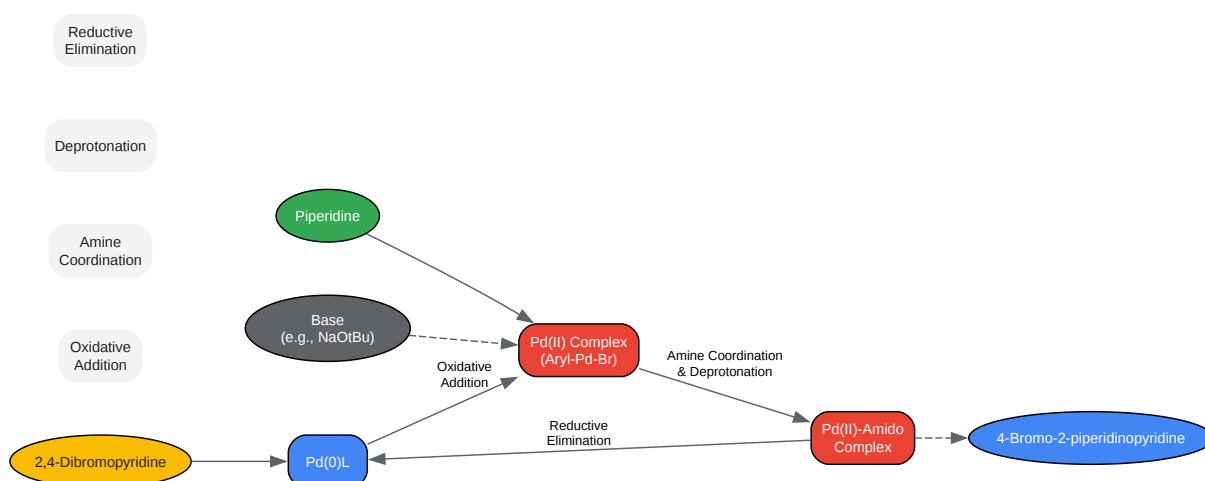 Reductive
Elimination
Deprotonation
Piperidine
Amine
Coordination
Base
(e.g., NaOtBu)
Pd(II) Complex
(Aryl-Pd-Br)
Oxidative
Addition
Oxidative
Addition
Amine Coordination
& Deprotonation
Reductive
Elimination
Pd(II)-Amido
Complex
4-Bromo-2-piperidinopyridine
2,4-Dibromopyridine
Pd(0)L